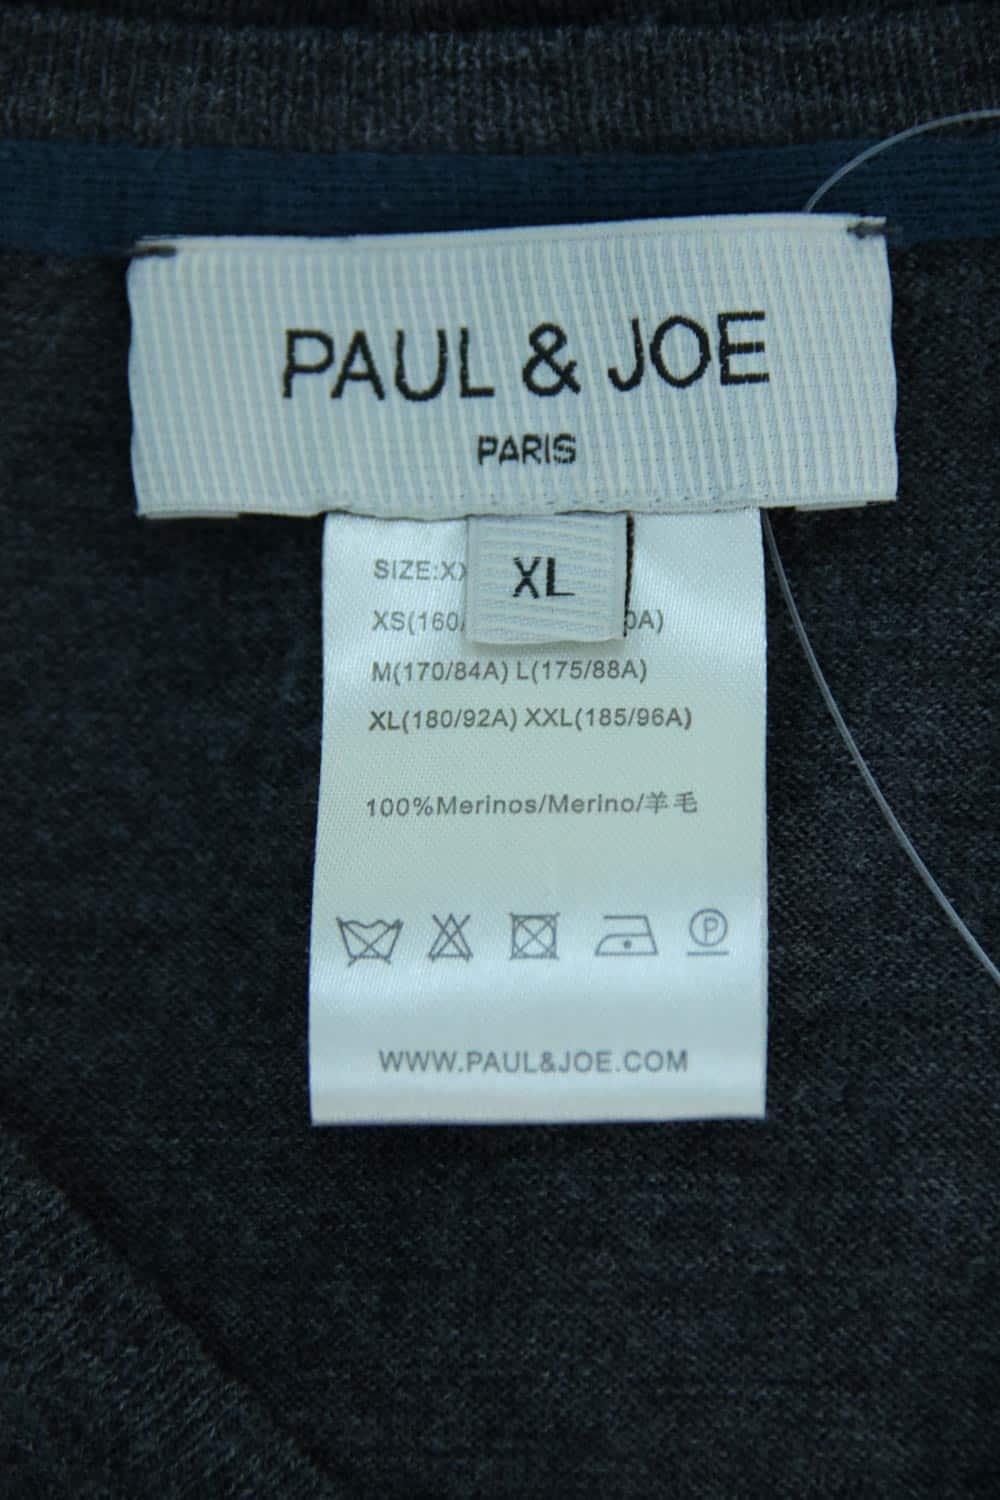 PAUL & JOE
PARIS
XL
SIZE:
XS(160/
M(170/84A) L(175/88A)
XL(180/92A) XXL(185/96A)
100%Merinos/Merino/羊毛
P
WWW.PAUL&JOE.COM